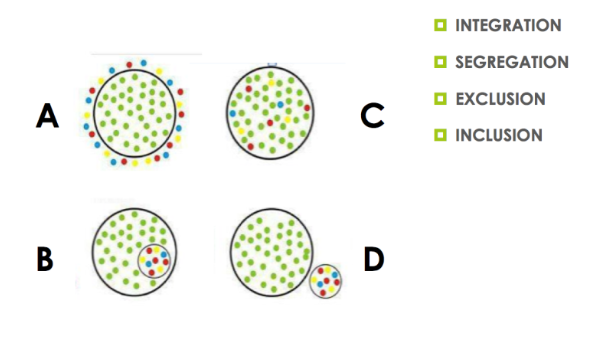 INTEGRATION
SEGREGATION
EXCLUSION
INCLUSION
A
C
B
D